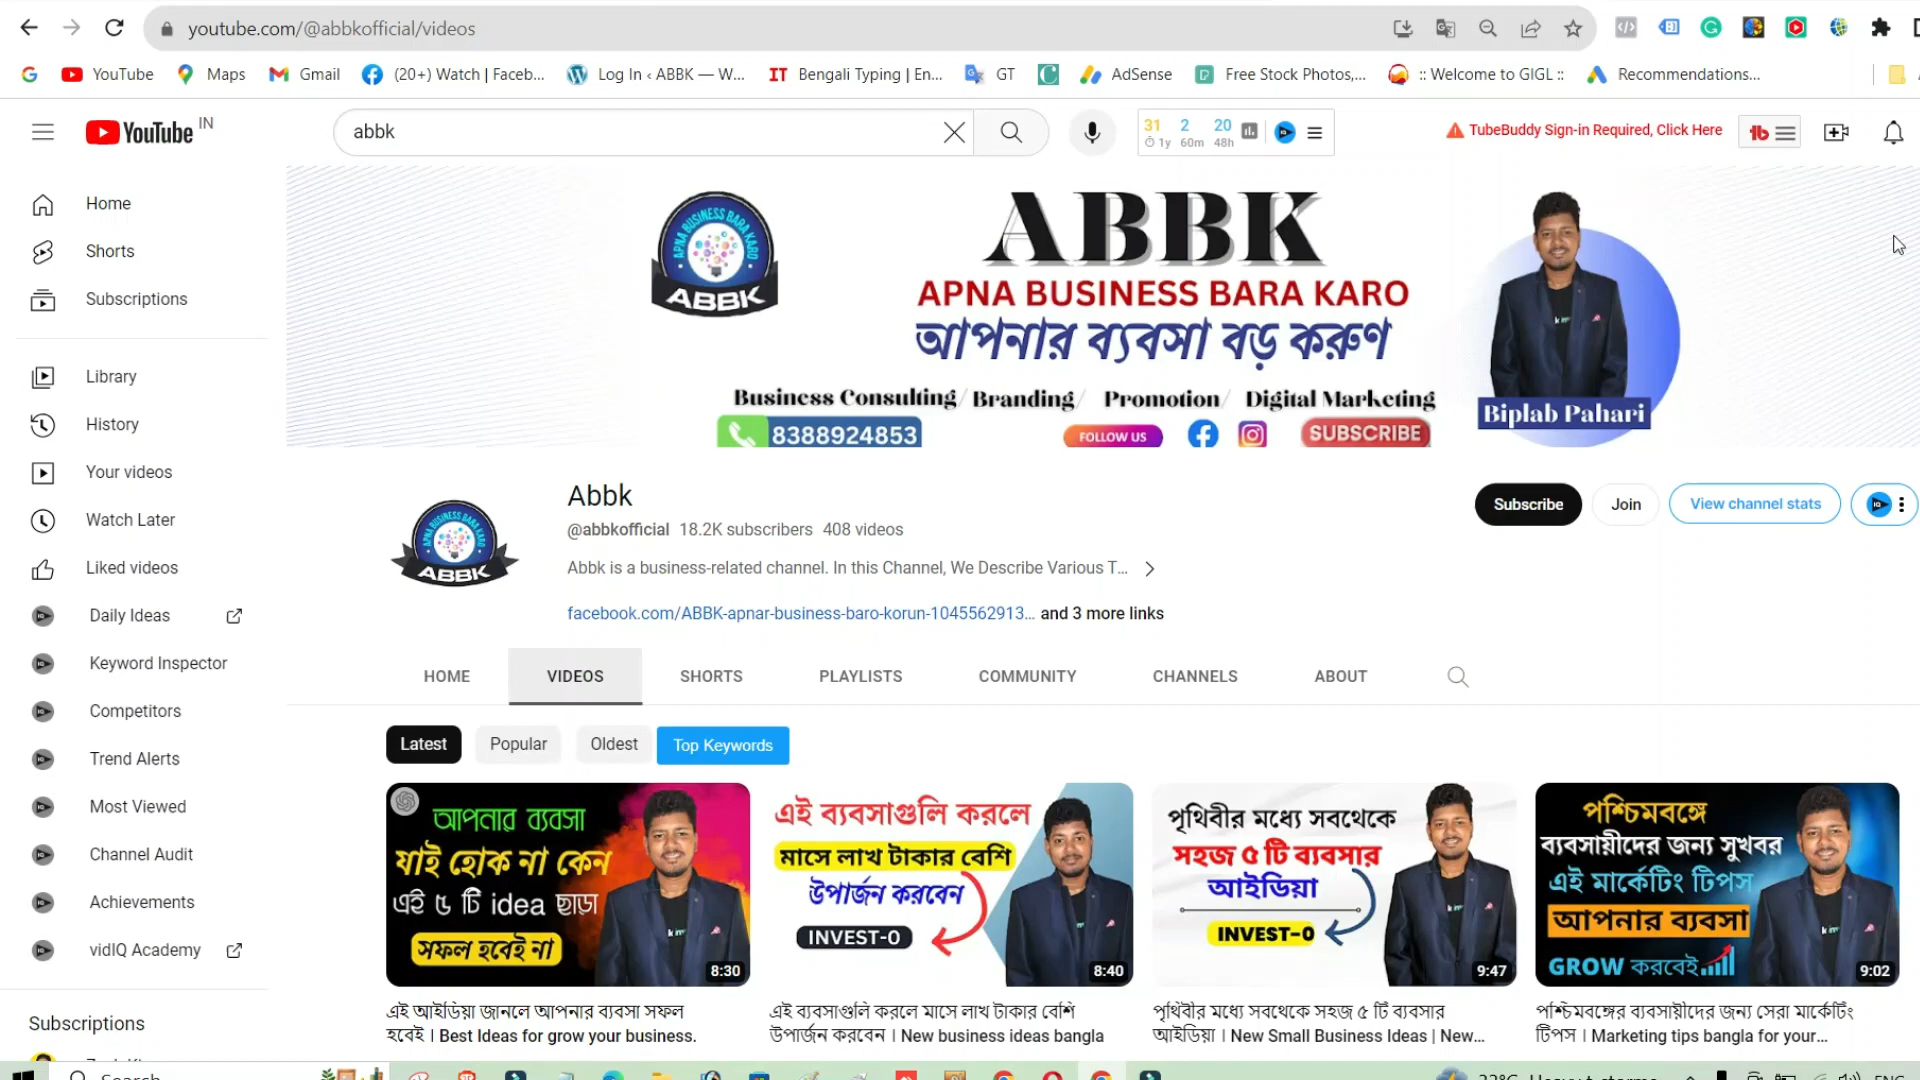 youtube.com/@abbkofficial/videos
YouTube
Maps
Gmail
(20+) Watch | Faceb...
Log In ‹ ABBK — W...
Bengali Typing | En...
GT
AdSense
Free Stock Photos,...
:: Welcome to GIGL ::
Recommendations...
YouTube IN
abbk
31 2 20
1y 60m 48h
TubeBuddy Sign-in Required, Click Here
Home
Shorts
Subscriptions
Library
History
Your videos
Watch Later
Liked videos
Daily Ideas
Keyword Inspector
Competitors
Trend Alerts
Most Viewed
Channel Audit
Achievements
vidIQ Academy
Subscriptions
APNA BUSINESS BARA KARO
ABBK
ABBK
APNA BUSINESS BARA KARO
আপনার ব্যবসা বড় করুণ
Business Consulting/ Branding/ Promotion/ Digital Marketing
8388924853
FOLLOW US
SUBSCRIBE
Biplab Pahari
APNA BUSINESS BARA KARO
ABBK
Abbk
@abbkofficial 18.2K subscribers 408 videos
Abbk is a business-related channel. In this Channel, We Describe Various T...
facebook.com/ABBK-apnar-business-baro-korun-1045562913... and 3 more links
Subscribe
Join
View channel stats
HOME
VIDEOS
SHORTS
PLAYLISTS
COMMUNITY
CHANNELS
ABOUT
Latest
Popular
Oldest
Top Keywords
আপনার ব্যবসা
যাই হোক না কেন
এই ৫ টি idea ছাড়া
সফল হবেই না
8:30
এই আইডিয়া জানলে আপনার ব্যবসা সফল
হবেই । Best Ideas for grow your business.
এই ব্যবসাগুলি করলে
মাসে লাখ টাকার বেশি
উপার্জন করবেন
INVEST-0
8:40
এই ব্যবসাগুলি করলে মাসে লাখ টাকার বেশি
উপার্জন করবেন । New business ideas bangla
পৃথিবীর মধ্যে সবথেকে
সহজ ৫ টি ব্যবসার
আইডিয়া
INVEST-0
9:47
পৃথিবীর মধ্যে সবথেকে সহজ ৫ টি ব্যবসার
আইডিয়া । New Small Business Ideas | New...
পশ্চিমবঙ্গে
ব্যবসায়ীদের জন্য সুখবর
এই মার্কেটিং টিপস
আপনার ব্যবসা
GROW করবেই
9:02
পশ্চিমবঙ্গের ব্যবসায়ীদের জন্য সেরা মার্কেটিং
টিপস । Marketing tips bangla for your...